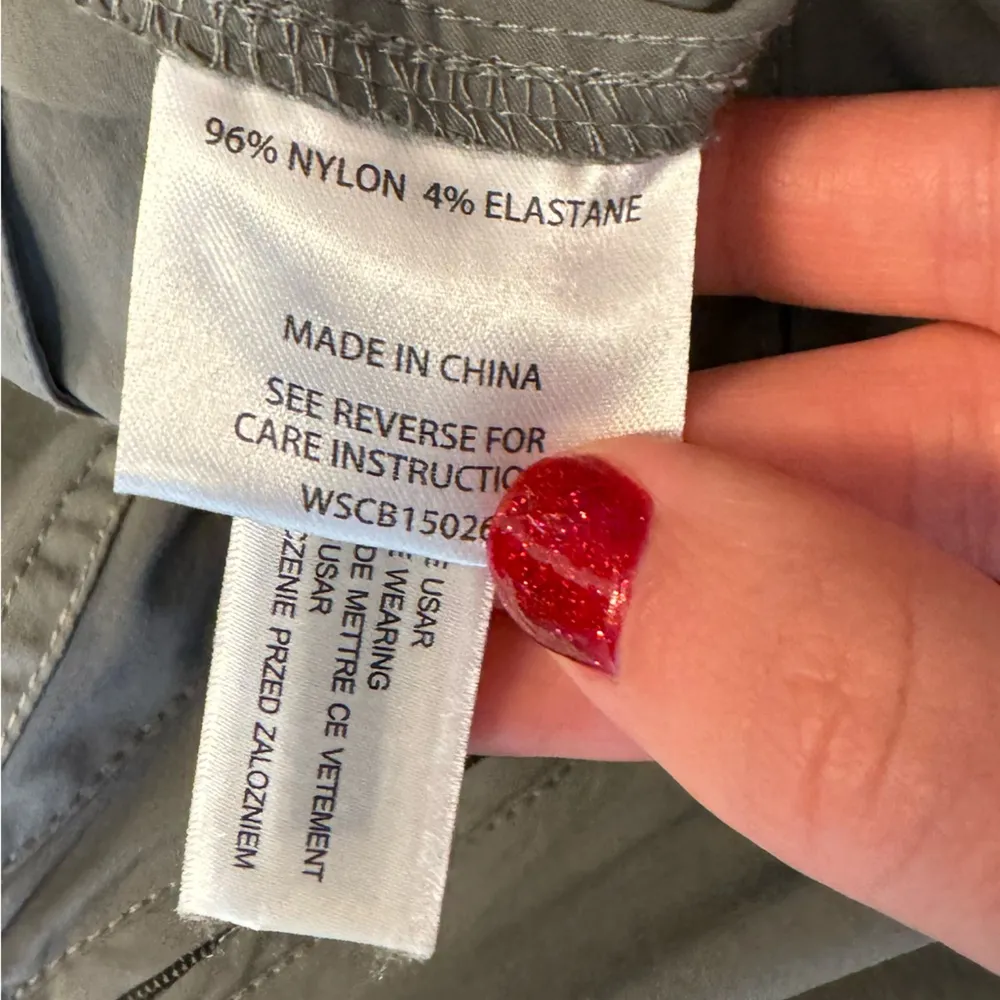 96% NYLON 4% ELASTANE
MADE IN CHINA
SEE REVERSE FOR
CARE INSTRUCTIO
WSCB15026
E USAR
E WEARING
DE METTRE CE VETEMENT
USAR
ZENIE PRZED ZALOZNIEM